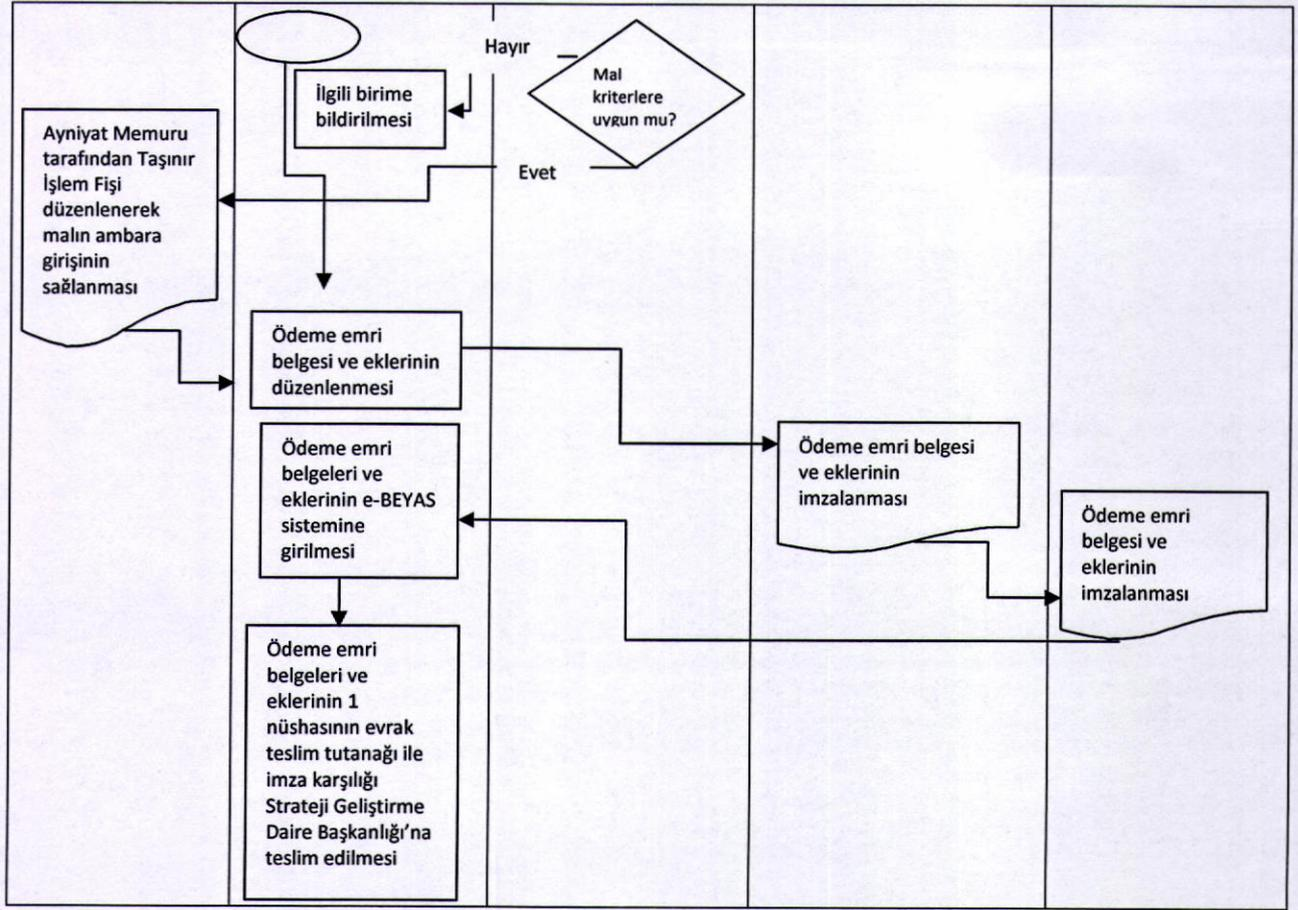 Hayır
Mal
kriterlere
uygun mu?
İlgili birime
bildirilmesi
Evet
Ayniyat Memuru
tarafından Taşınır
İşlem Fişi
düzenlenerek
malın ambara
girişinin
sağlanması
Ödeme emri
belgesi ve eklerinin
düzenlenmesi
Ödeme emri belgesi
ve eklerinin
imzalanması
Ödeme emri
belgesi ve
eklerinin
imzalanması
Ödeme emri
belgeleri ve
eklerinin e-BEYAS
sistemine
girilmesi
Ödeme emri
belgeleri ve
eklerinin 1
nüshasının evrak
teslim tutanağı ile
imza karşılığı
Strateji Geliştirme
Daire Başkanlığı’na
teslim edilmesi